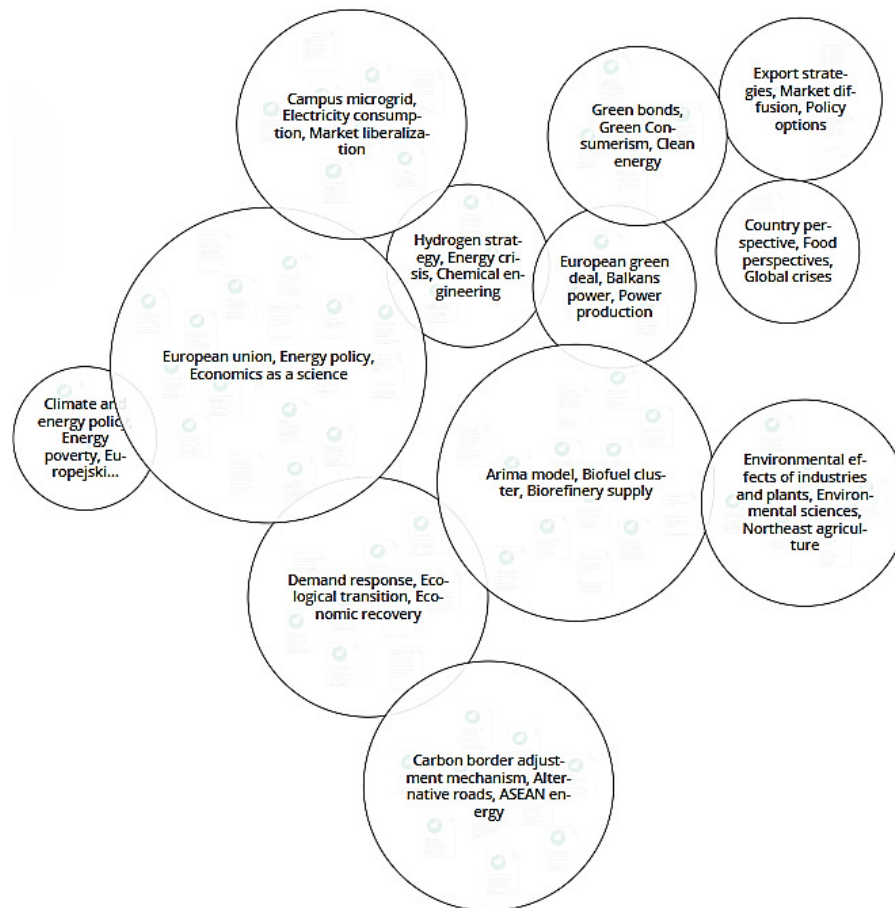 Campus microgrid,
Electricity consump-
tion, Market liberaliza-
tion
Green bonds,
Green Con-
sumerism, Clean
energy
Export strate-
gies, Market dif-
fusion, Policy
options
Hydrogen strat-
egy, Energy cri-
sis, Chemical en-
gineering
European green
deal, Balkans
power, Power
production
Country per-
spective, Food
perspectives,
Global crises
European union, Energy policy,
Economics as a science
Climate and
energy policy,
Energy
poverty, Eu-
ropejski...
Arima model, Biofuel clus-
ter, Biorefinery supply
Environmental ef-
fects of industries
and plants, Environ-
mental sciences,
Northeast agricul-
ture
Demand response, Eco-
logical transition, Eco-
nomic recovery
Carbon border adjust-
ment mechanism, Alter-
native roads, ASEAN en-
ergy